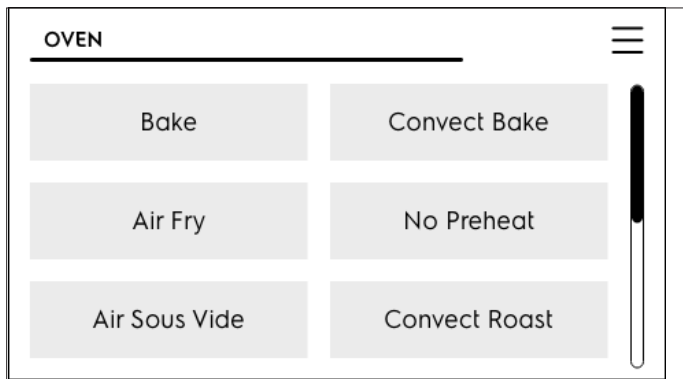 OVEN
Bake
Convect Bake
Air Fry
No Preheat
Air Sous Vide
Convect Roast